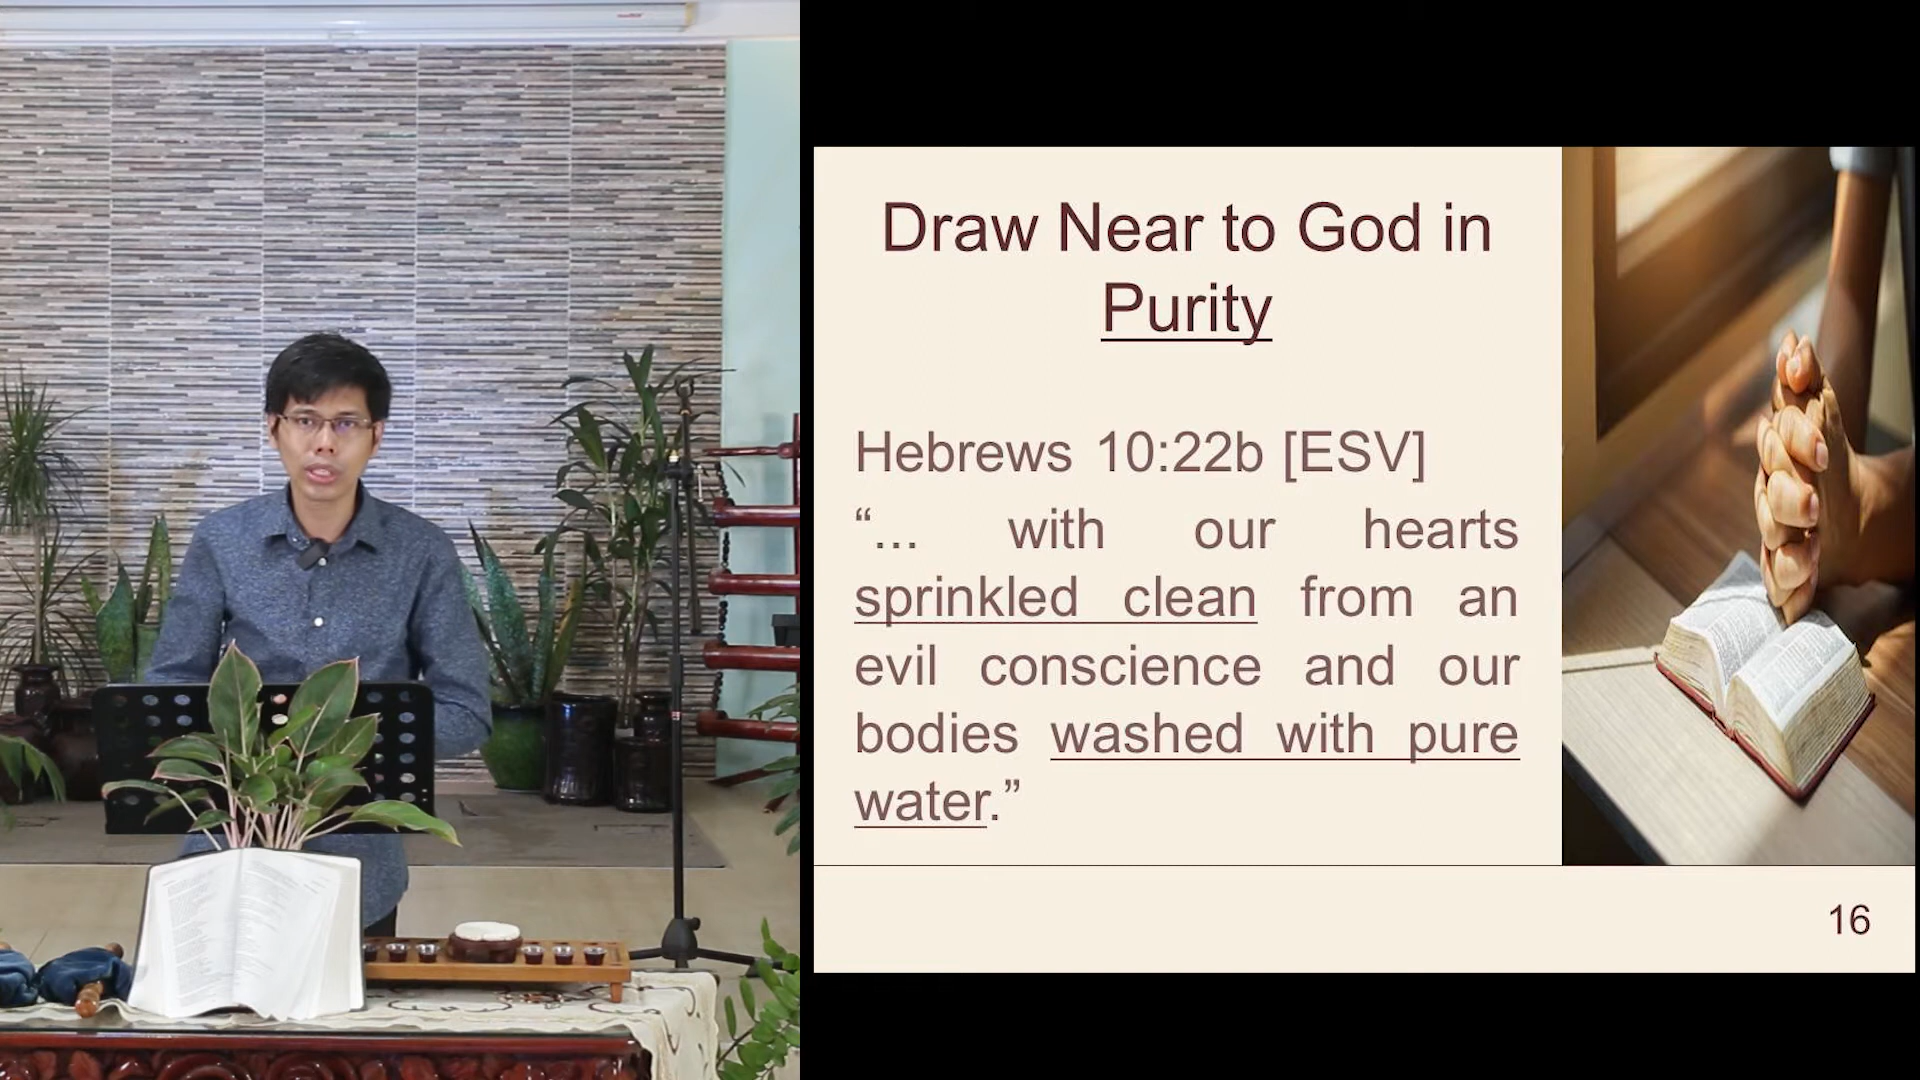 Draw Near to God in
Purity
Hebrews 10:22b [ESV]
“... with our hearts
sprinkled clean from an
evil conscience and our
bodies washed with pure
water.”
16